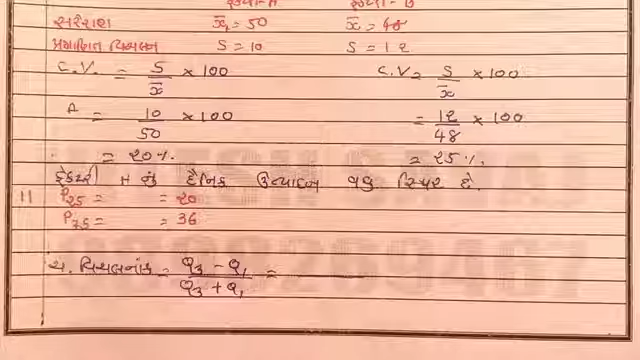 સરેરાશ x̄ = 50 x̄ = 48
પ્રમાણિત વિચલન S = 10 S = 12
C.V. = S/x̄ × 100 C.V = S/x̄ × 100
A = 10/50 × 100 = 12/48 × 100
= 20% = 25%
ફેક્ટરી A નું દૈનિક ઉત્પાદન વધુ સ્થિર છે.
11 P25 = = 20
P75 = = 36
ચ. વિચલનાંક = Q3 - Q1 / Q3 + Q1 =